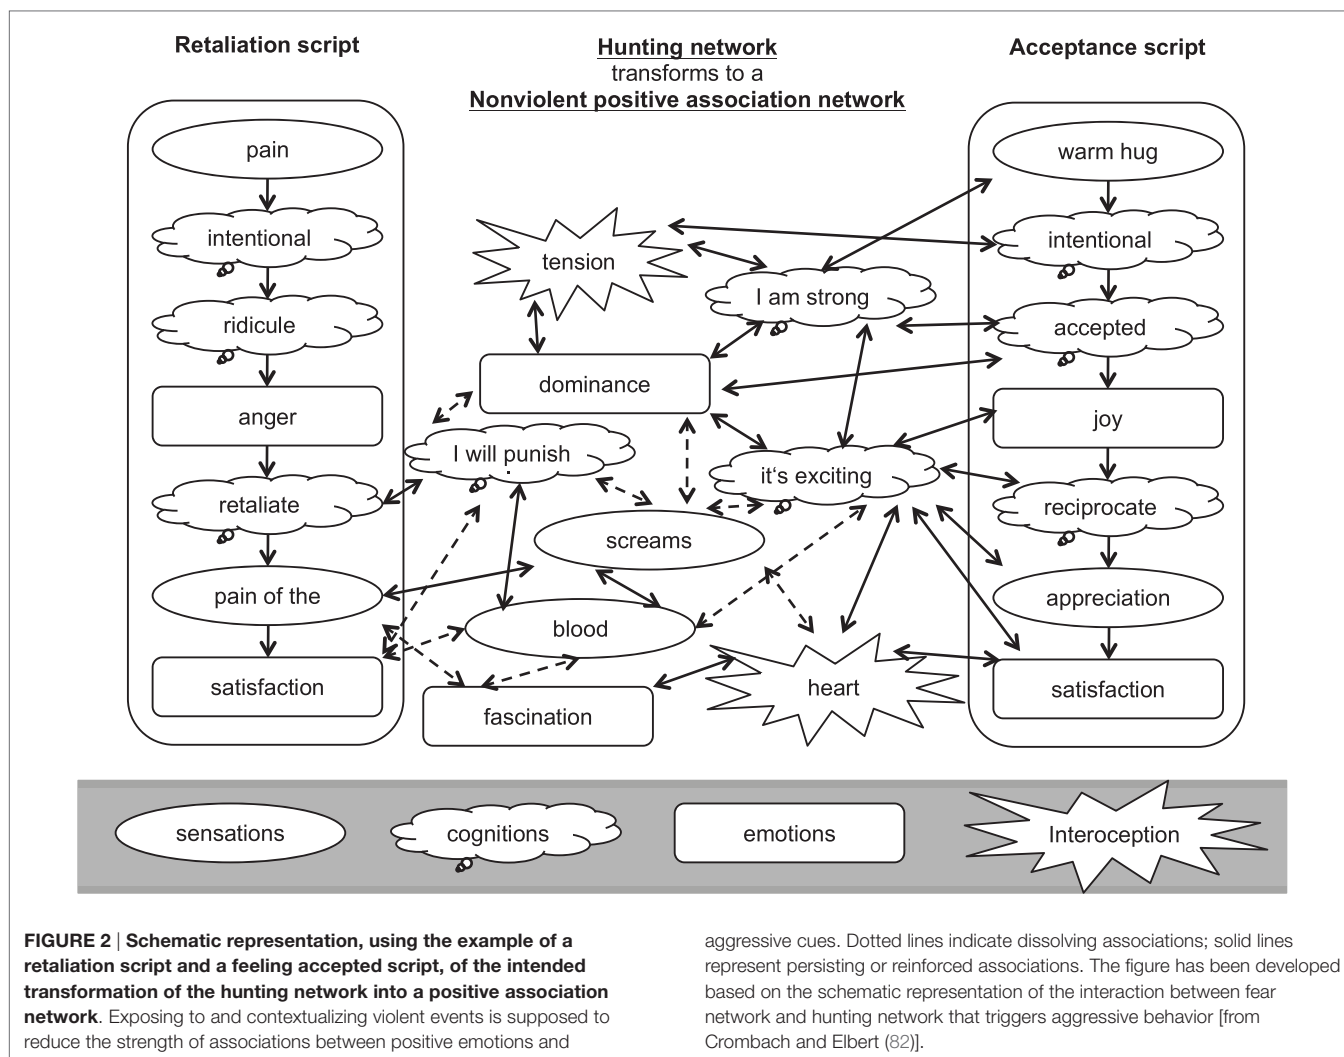 Retaliation script
Hunting network
transforms to a
Nonviolent positive association network
Acceptance script
pain
intentional
ridicule
anger
retaliate
pain of the
satisfaction
tension
I am strong
dominance
I will punish
it's exciting
screams
blood
heart
fascination
warm hug
intentional
accepted
joy
reciprocate
appreciation
satisfaction
sensations
cognitions
emotions
Interoception
FIGURE 2 | Schematic representation, using the example of a
retaliation script and a feeling accepted script, of the intended
transformation of the hunting network into a positive association
network. Exposing to and contextualizing violent events is supposed to
reduce the strength of associations between positive emotions and
aggressive cues. Dotted lines indicate dissolving associations; solid lines
represent persisting or reinforced associations. The figure has been developed
based on the schematic representation of the interaction between fear
network and hunting network that triggers aggressive behavior [from
Crombach and Elbert (82)].